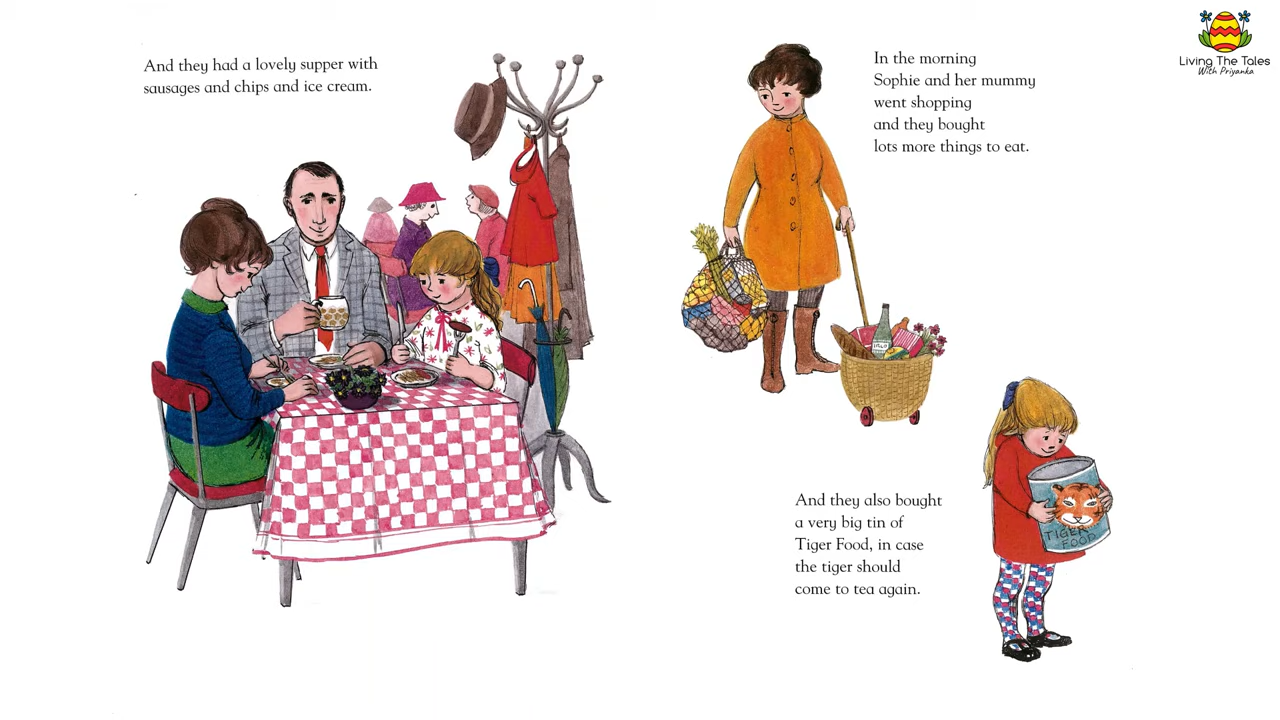 And they had a lovely supper with
sausages and chips and ice cream.
In the morning
Sophie and her mummy
went shopping
and they bought
lots more things to eat.
And they also bought
a very big tin of
Tiger Food, in case
the tiger should
come to tea again.
TIGER
FOOD
Living The Tales
With Priyanka